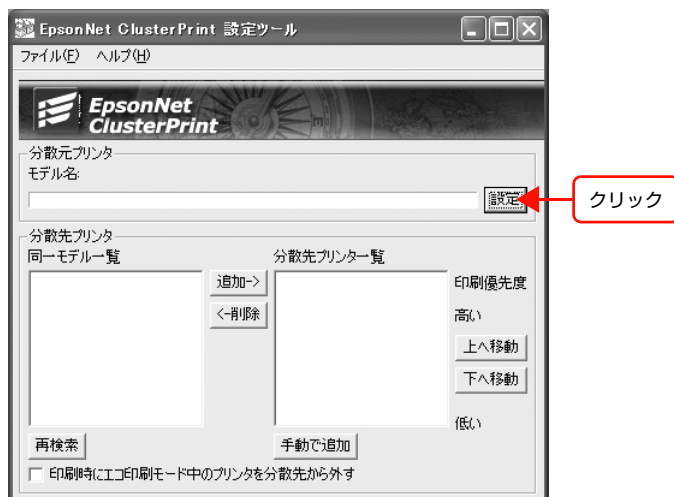 EpsonNet ClusterPrint 設定ツール
ファイル(F) ヘルプ(H)
EpsonNet
ClusterPrint
分散元プリンタ
モデル名:
設定
クリック
分散先プリンタ
同一モデル一覧
分散先プリンタ一覧
追加->
<-削除
印刷優先度
高い
上へ移動
下へ移動
低い
再検索
手動で追加
印刷時にエコ印刷モード中のプリンタを分散先から外す